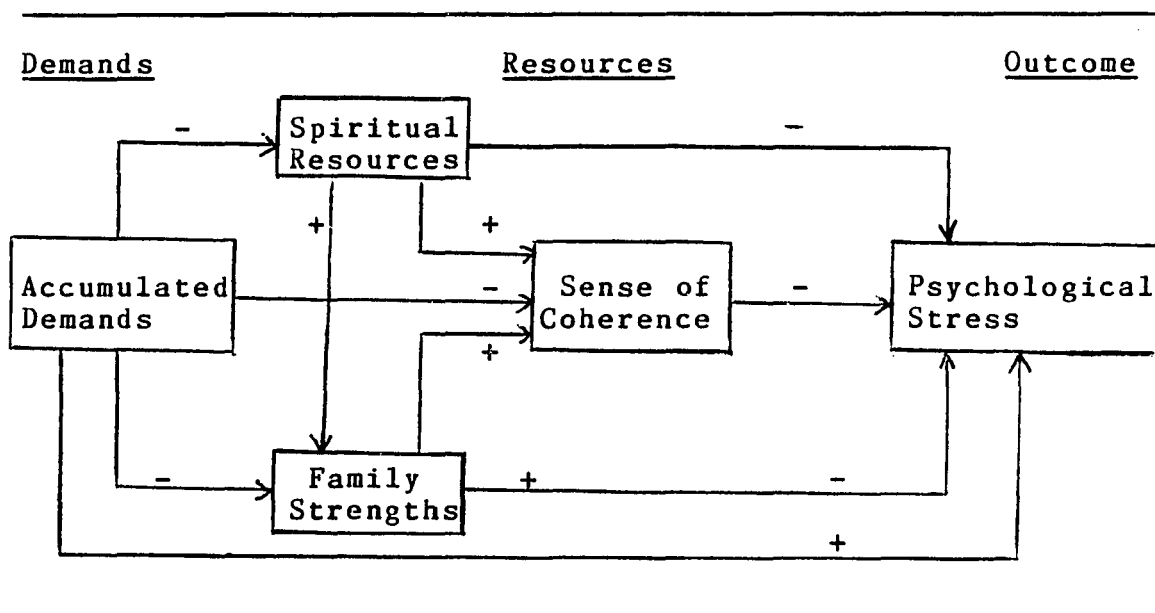 Demands Resources Outcome
Spiritual
Resources
- -
+ +
Accumulated
Demands
-
Sense of
Coherence
-
Psychological
Stress
+
Family
Strengths
- + -
+